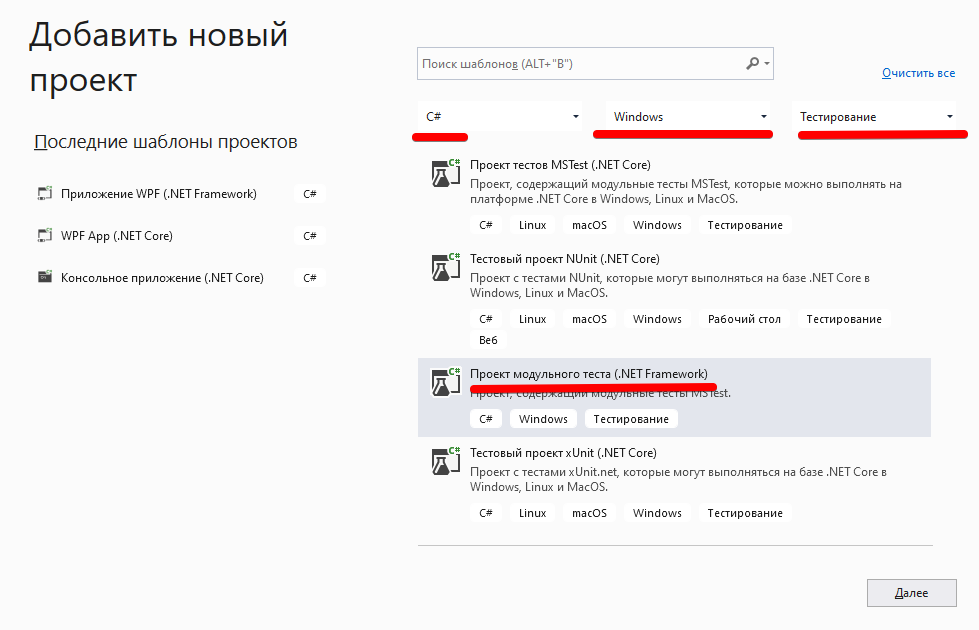 Добавить новый
проект
Последние шаблоны проектов
Приложение WPF (.NET Framework) C#
WPF App (.NET Core) C#
Консольное приложение (.NET Core) C#
Поиск шаблонов (ALT+"B")
Очистить все
C# Windows Тестирование
C#
Проект тестов MSTest (.NET Core)
Проект, содержащий модульные тесты MSTest, которые можно выполнять на
платформе .NET Core в Windows, Linux и MacOS.
C# Linux macOS Windows Тестирование
C#
Тестовый проект NUnit (.NET Core)
Проект с тестами NUnit, которые могут выполняться на базе .NET Core в
Windows, Linux и MacOS.
C# Linux macOS Windows Рабочий стол Тестирование
Веб
C#
Проект модульного теста (.NET Framework)
Проект, содержащий модульные тесты MSTest.
C# Windows Тестирование
C#
Тестовый проект xUnit (.NET Core)
Проект с тестами xUnit.net, которые могут выполняться на базе .NET Core в
Windows, Linux и MacOS.
C# Linux macOS Windows Тестирование
Далее